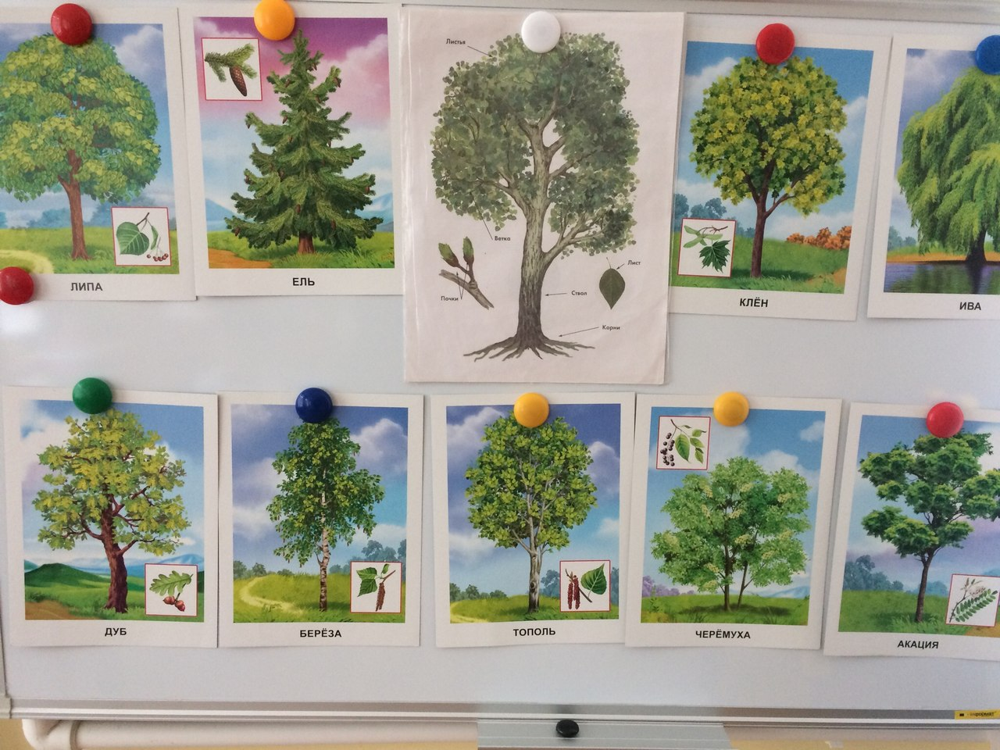 ЛИПА
ЕЛЬ
Листья
Ветка
Почки
Лист
Ствол
Корни
КЛЁН
ИВА
ДУБ
БЕРЁЗА
ТОПОЛЬ
ЧЕРЁМУХА
АКАЦИЯ